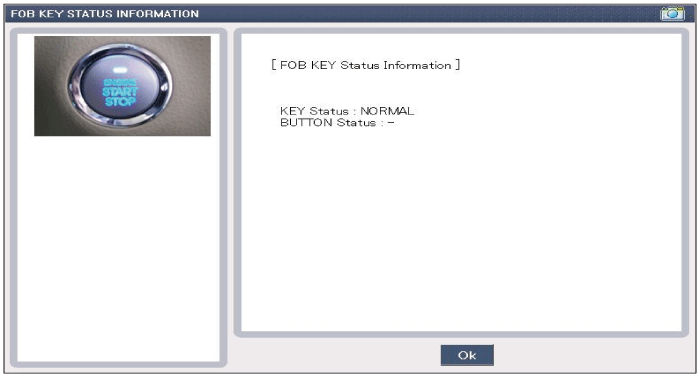 FOB KEY STATUS INFORMATION
ENGINE
START
STOP
[ FOB KEY Status Information ]
KEY Status : NORMAL
BUTTON Status : -
Ok